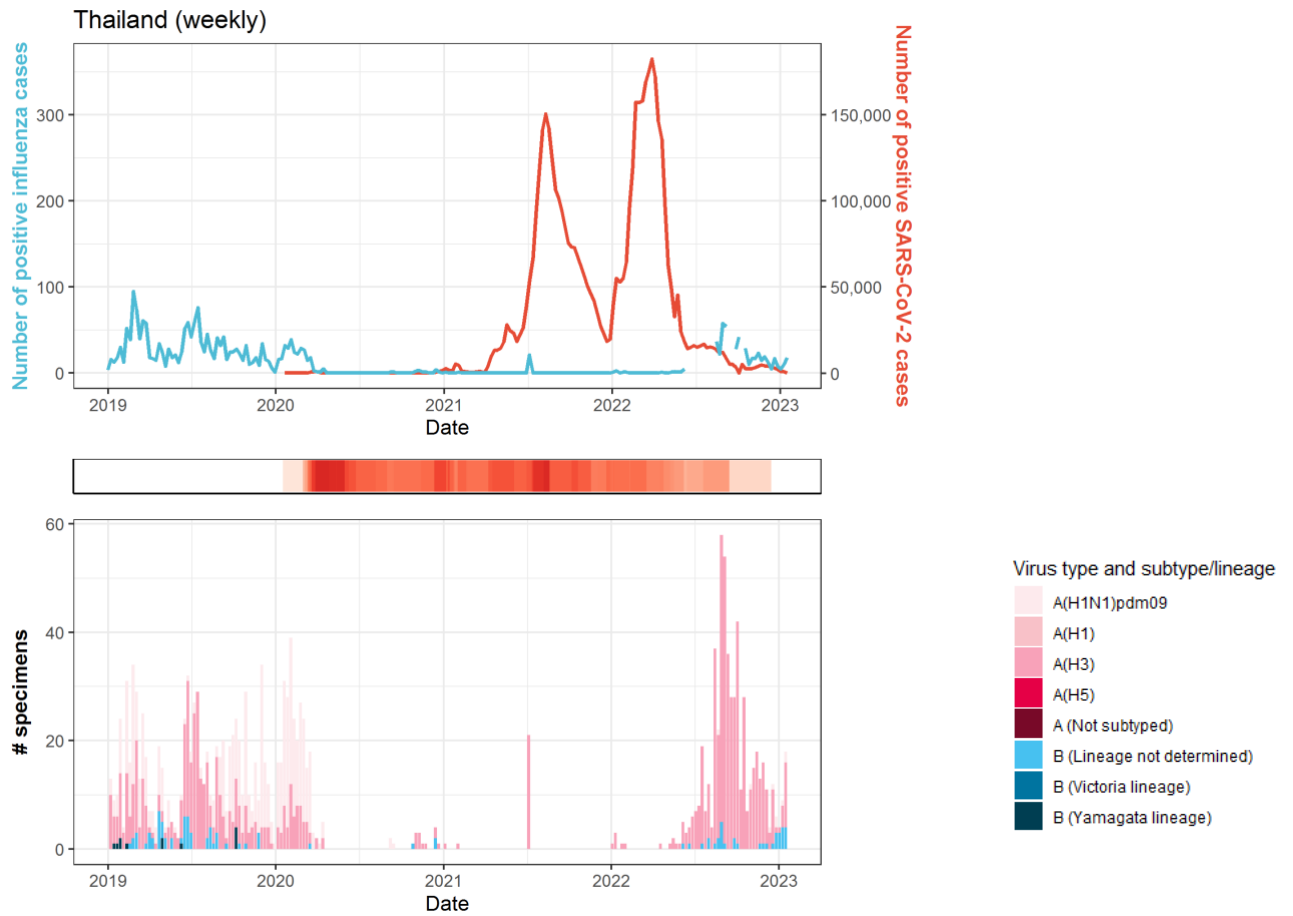 Thailand (weekly)
Number of positive influenza cases
300
200
100
0
150,000
100,000
50,000
0
Number of positive SARS-CoV-2 cases
2019 2020 2021 2022 2023
Date
# specimens
60
40
20
0
2019 2020 2021 2022 2023
Date
Virus type and subtype/lineage
A(H1N1)pdm09
A(H1)
A(H3)
A(H5)
A (Not subtyped)
B (Lineage not determined)
B (Victoria lineage)
B (Yamagata lineage)